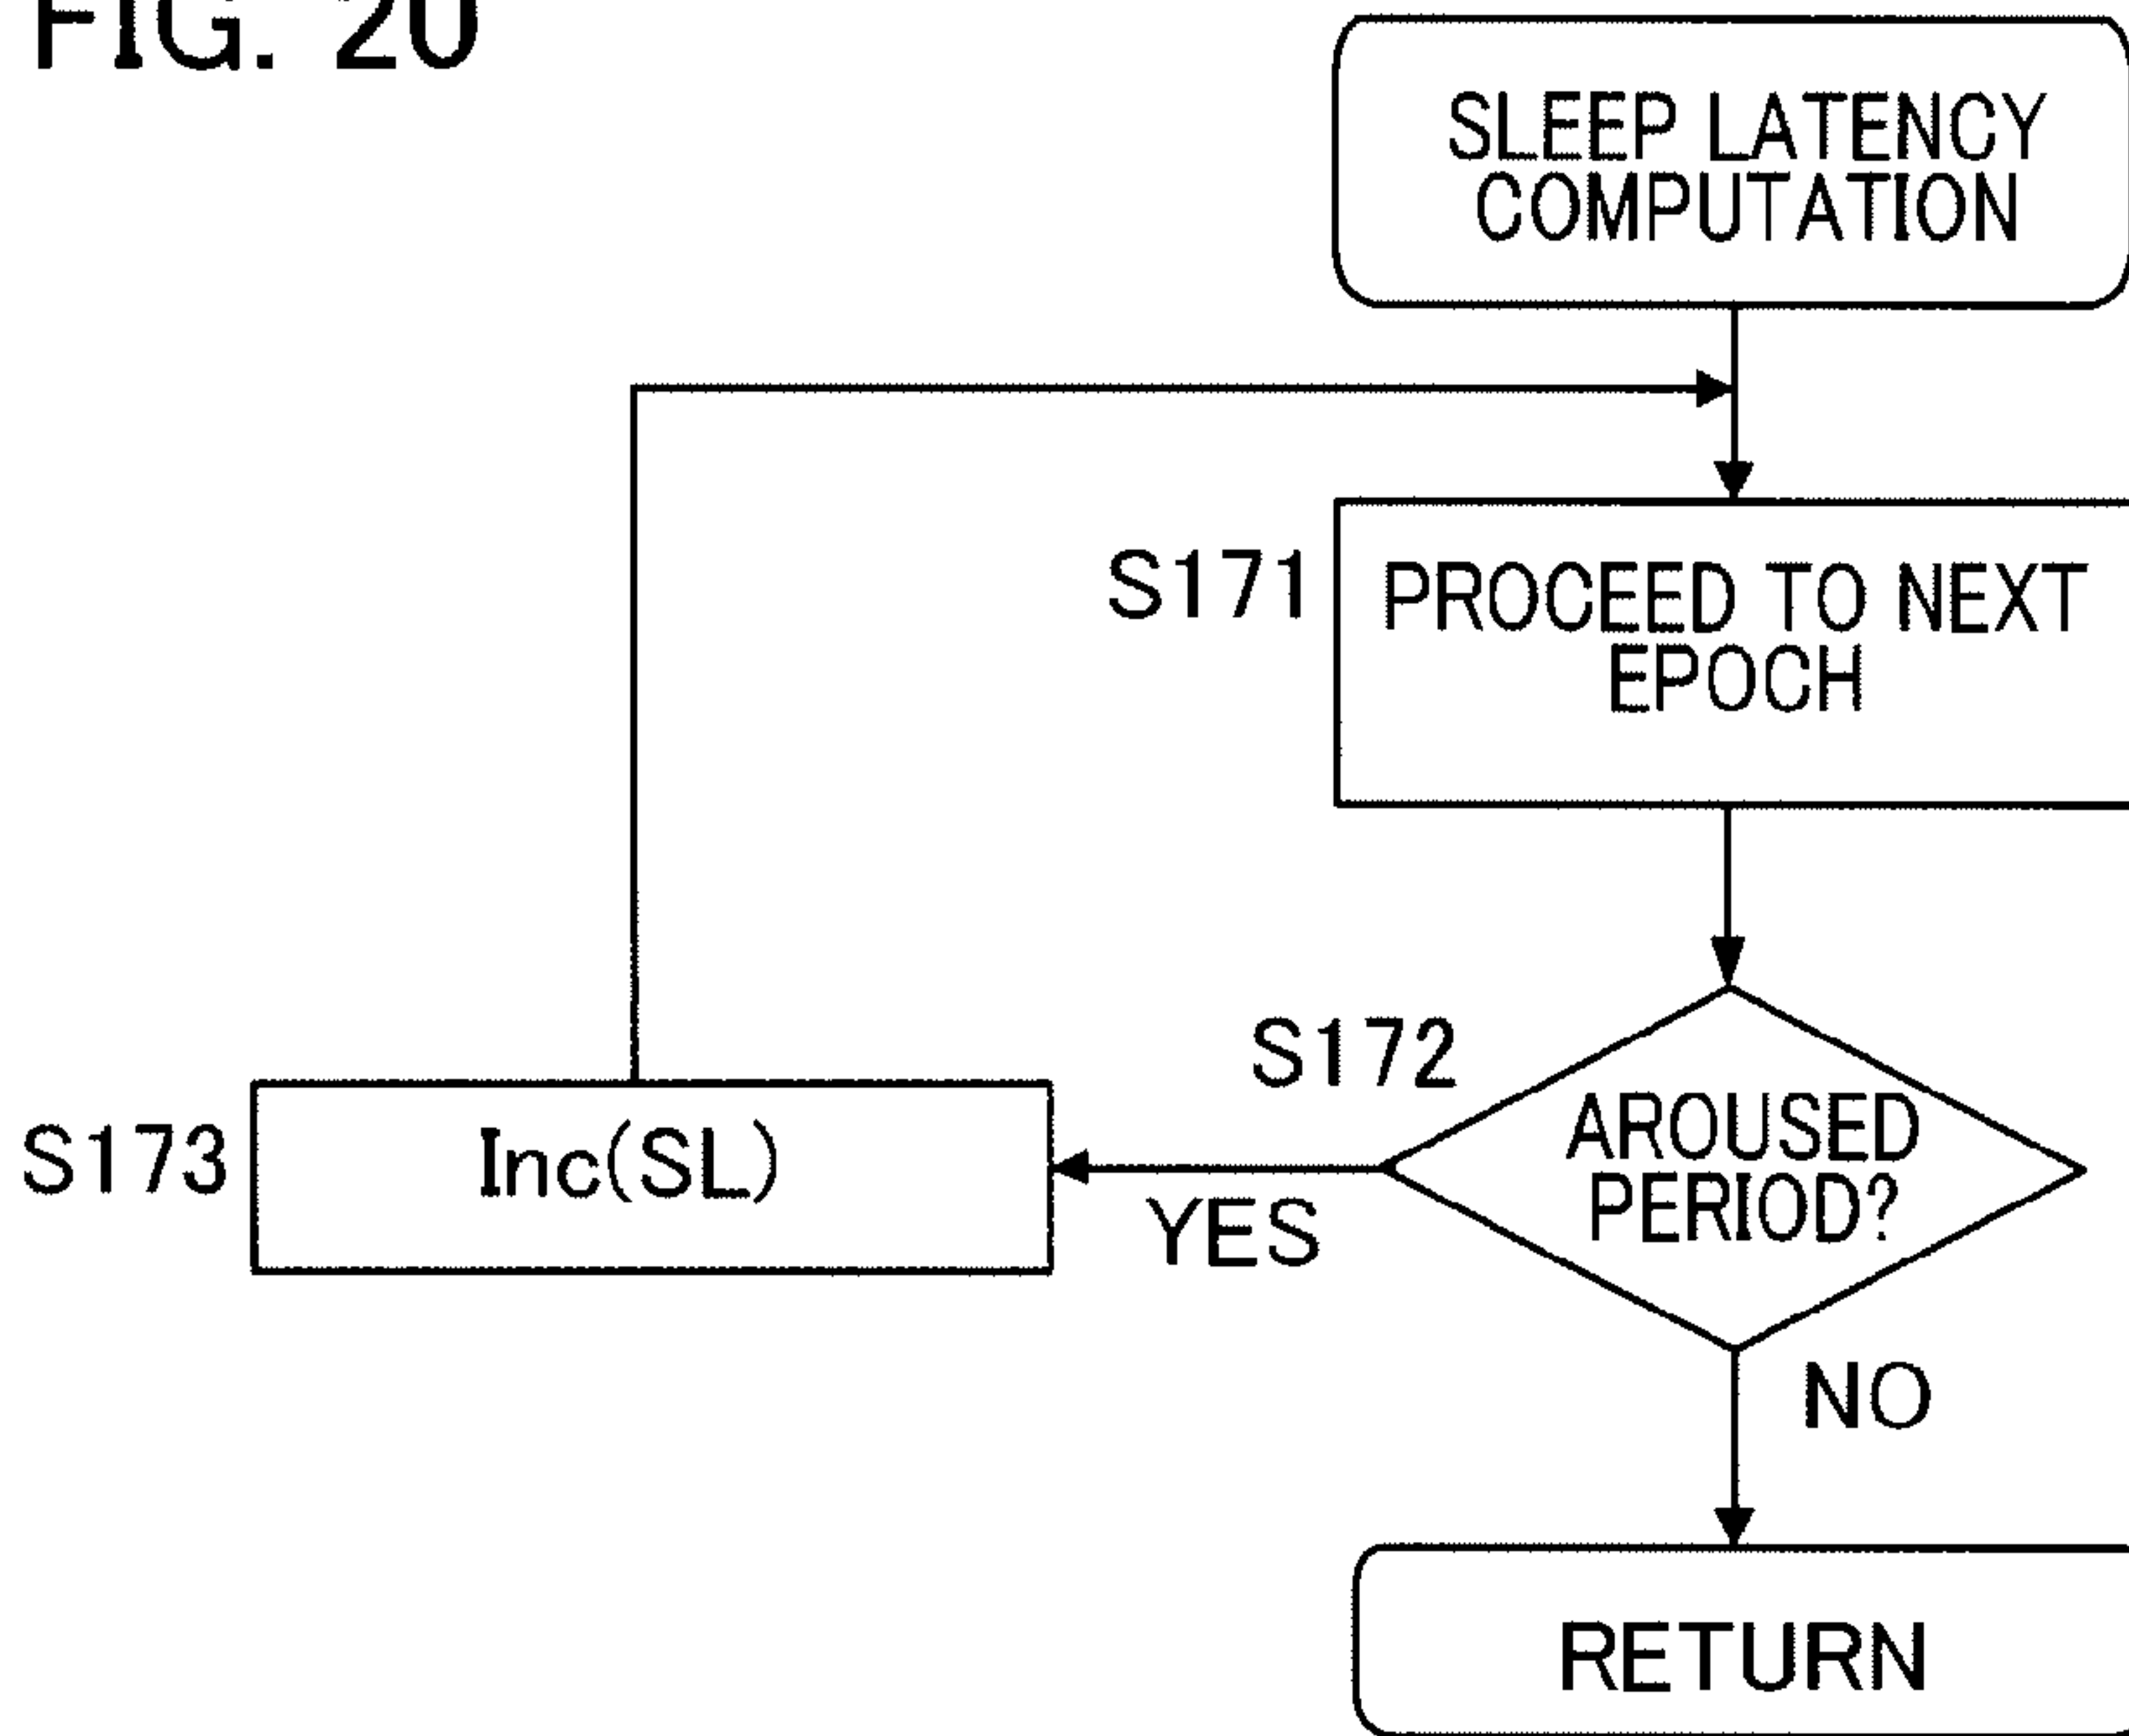 FIG. 20
SLEEP LATENCY
COMPUTATION
S171
PROCEED TO NEXT
EPOCH
S172
AROUSED
PERIOD?
S173
Inc(SL)
YES
NO
RETURN